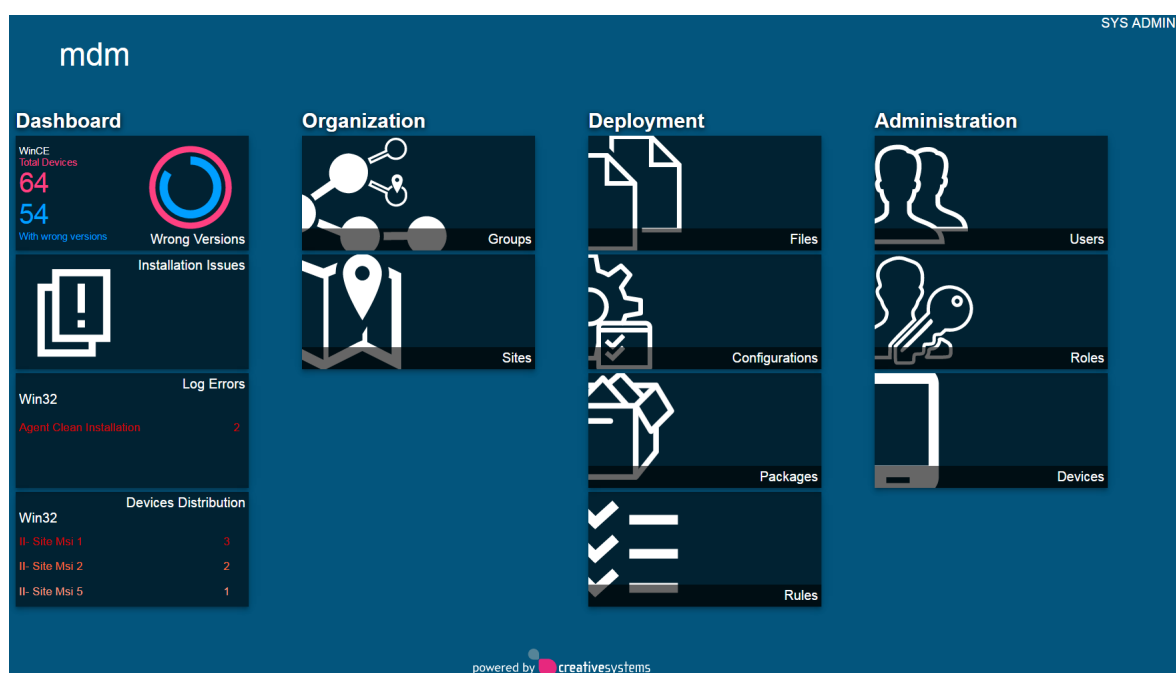 SYS ADMIN
mdm
Dashboard
WinCE
Total Devices
64
54
With wrong versions
Wrong Versions
Installation Issues
Log Errors
Win32
Agent Clean Installation 2
Devices Distribution
Win32
II- Site Msi 1 3
II- Site Msi 2 2
II- Site Msi 5 1
Organization
Groups
Sites
Deployment
Files
Configurations
Packages
Rules
Administration
Users
Roles
Devices
powered by creativesystems